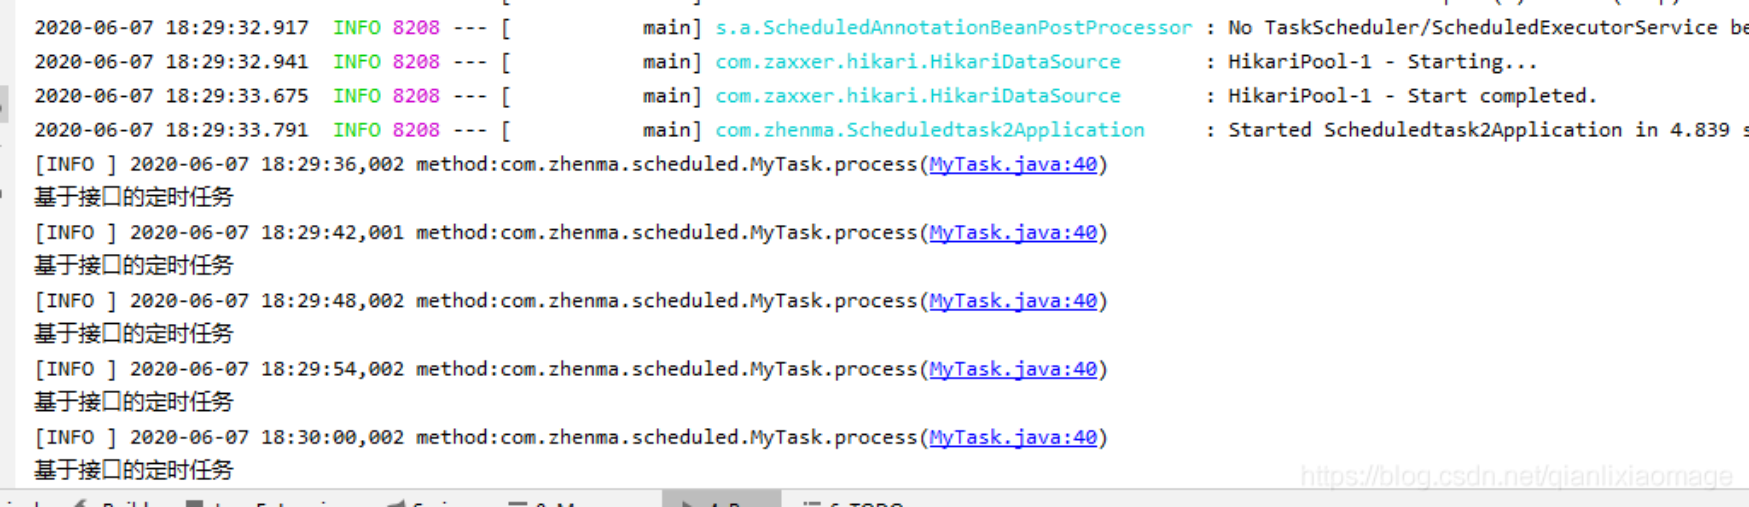 2020-06-07 18:29:32.917  INFO 8208 --- [           main] s.a.ScheduledAnnotationBeanPostProcessor : No TaskScheduler/ScheduledExecutorService be
2020-06-07 18:29:32.941  INFO 8208 --- [           main] com.zaxxer.hikari.HikariDataSource       : HikariPool-1 - Starting...
2020-06-07 18:29:33.675  INFO 8208 --- [           main] com.zaxxer.hikari.HikariDataSource       : HikariPool-1 - Start completed.
2020-06-07 18:29:33.791  INFO 8208 --- [           main] com.zhenma.Scheduledtask2Application     : Started Scheduledtask2Application in 4.839 s
[INFO ] 2020-06-07 18:29:36,002 method:com.zhenma.scheduled.MyTask.process(MyTask.java:40)
基于接口的定时任务
[INFO ] 2020-06-07 18:29:42,001 method:com.zhenma.scheduled.MyTask.process(MyTask.java:40)
基于接口的定时任务
[INFO ] 2020-06-07 18:29:48,002 method:com.zhenma.scheduled.MyTask.process(MyTask.java:40)
基于接口的定时任务
[INFO ] 2020-06-07 18:29:54,002 method:com.zhenma.scheduled.MyTask.process(MyTask.java:40)
基于接口的定时任务
[INFO ] 2020-06-07 18:30:00,002 method:com.zhenma.scheduled.MyTask.process(MyTask.java:40)
基于接口的定时任务
https://blog.csdn.net/qianlixiaomage